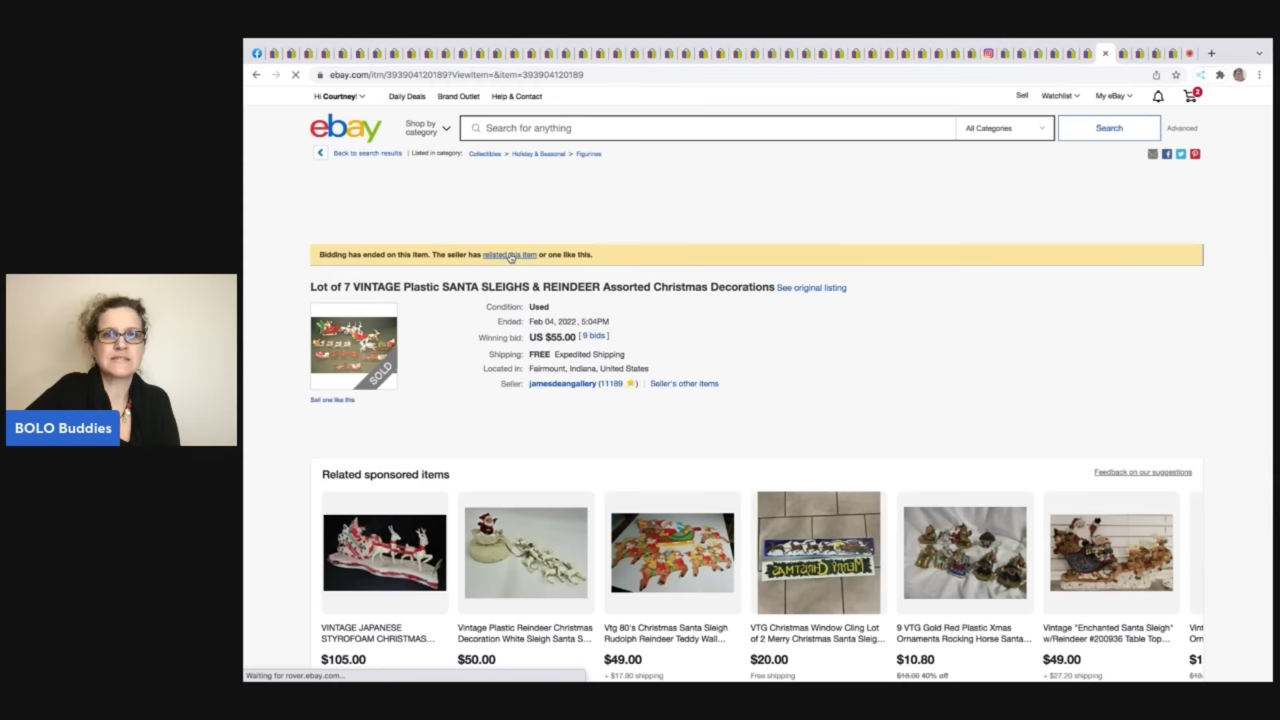 ebay.com/itm/393904120189?ViewItem=&item=393904120189
Hi Courtney! Daily Deals Brand Outlet Help & Contact Sell Watchlist My eBay 2
ebay Shop by category Search for anything All Categories Search Advanced
Back to search results | Listed in category: Collectibles > Holiday & Seasonal > Figurines
Bidding has ended on this item. The seller has relisted this item or one like this.
Lot of 7 VINTAGE Plastic SANTA SLEIGHS & REINDEER Assorted Christmas Decorations See original listing
Condition: Used
Ended: Feb 04, 2022 , 5:04PM
Winning bid: US $55.00 [ 9 bids ]
Shipping: FREE Expedited Shipping
Located in: Fairmount, Indiana, United States
Seller: jamesdeangallery (11189 ) | Seller's other items
SOLD
Sell one like this
BOLO Buddies
Related sponsored items Feedback on our suggestions
MERRY CHRISTMAS
VINTAGE JAPANESE STYROFOAM CHRISTMAS...
$105.00
Vintage Plastic Reindeer Christmas Decoration White Sleigh Santa S...
$50.00
Vtg 80's Christmas Santa Sleigh Rudolph Reindeer Teddy Wall...
$49.00
+ $17.90 shipping
VTG Christmas Window Cling Lot of 2 Merry Christmas Santa Sleig...
$20.00
Free shipping
9 VTG Gold Red Plastic Xmas Ornaments Rocking Horse Santa...
$10.80
$18.00 40% off
Vintage "Enchanted Santa Sleigh" w/Reindeer #200936 Table Top...
$49.00
+ $27.20 shipping
Vint
Orn
$1
Waiting for rover.ebay.com...